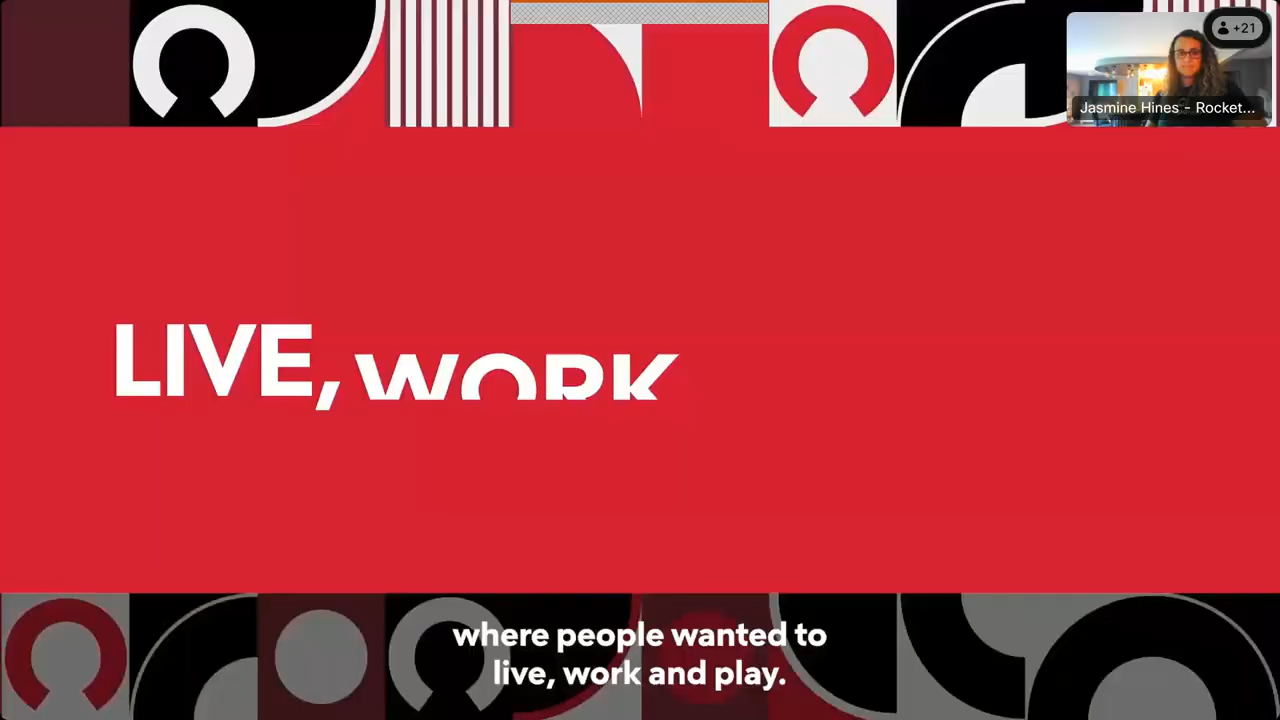 +21
Jasmine Hines - Rocket...
LIVE, WORK
where people wanted to
live, work and play.